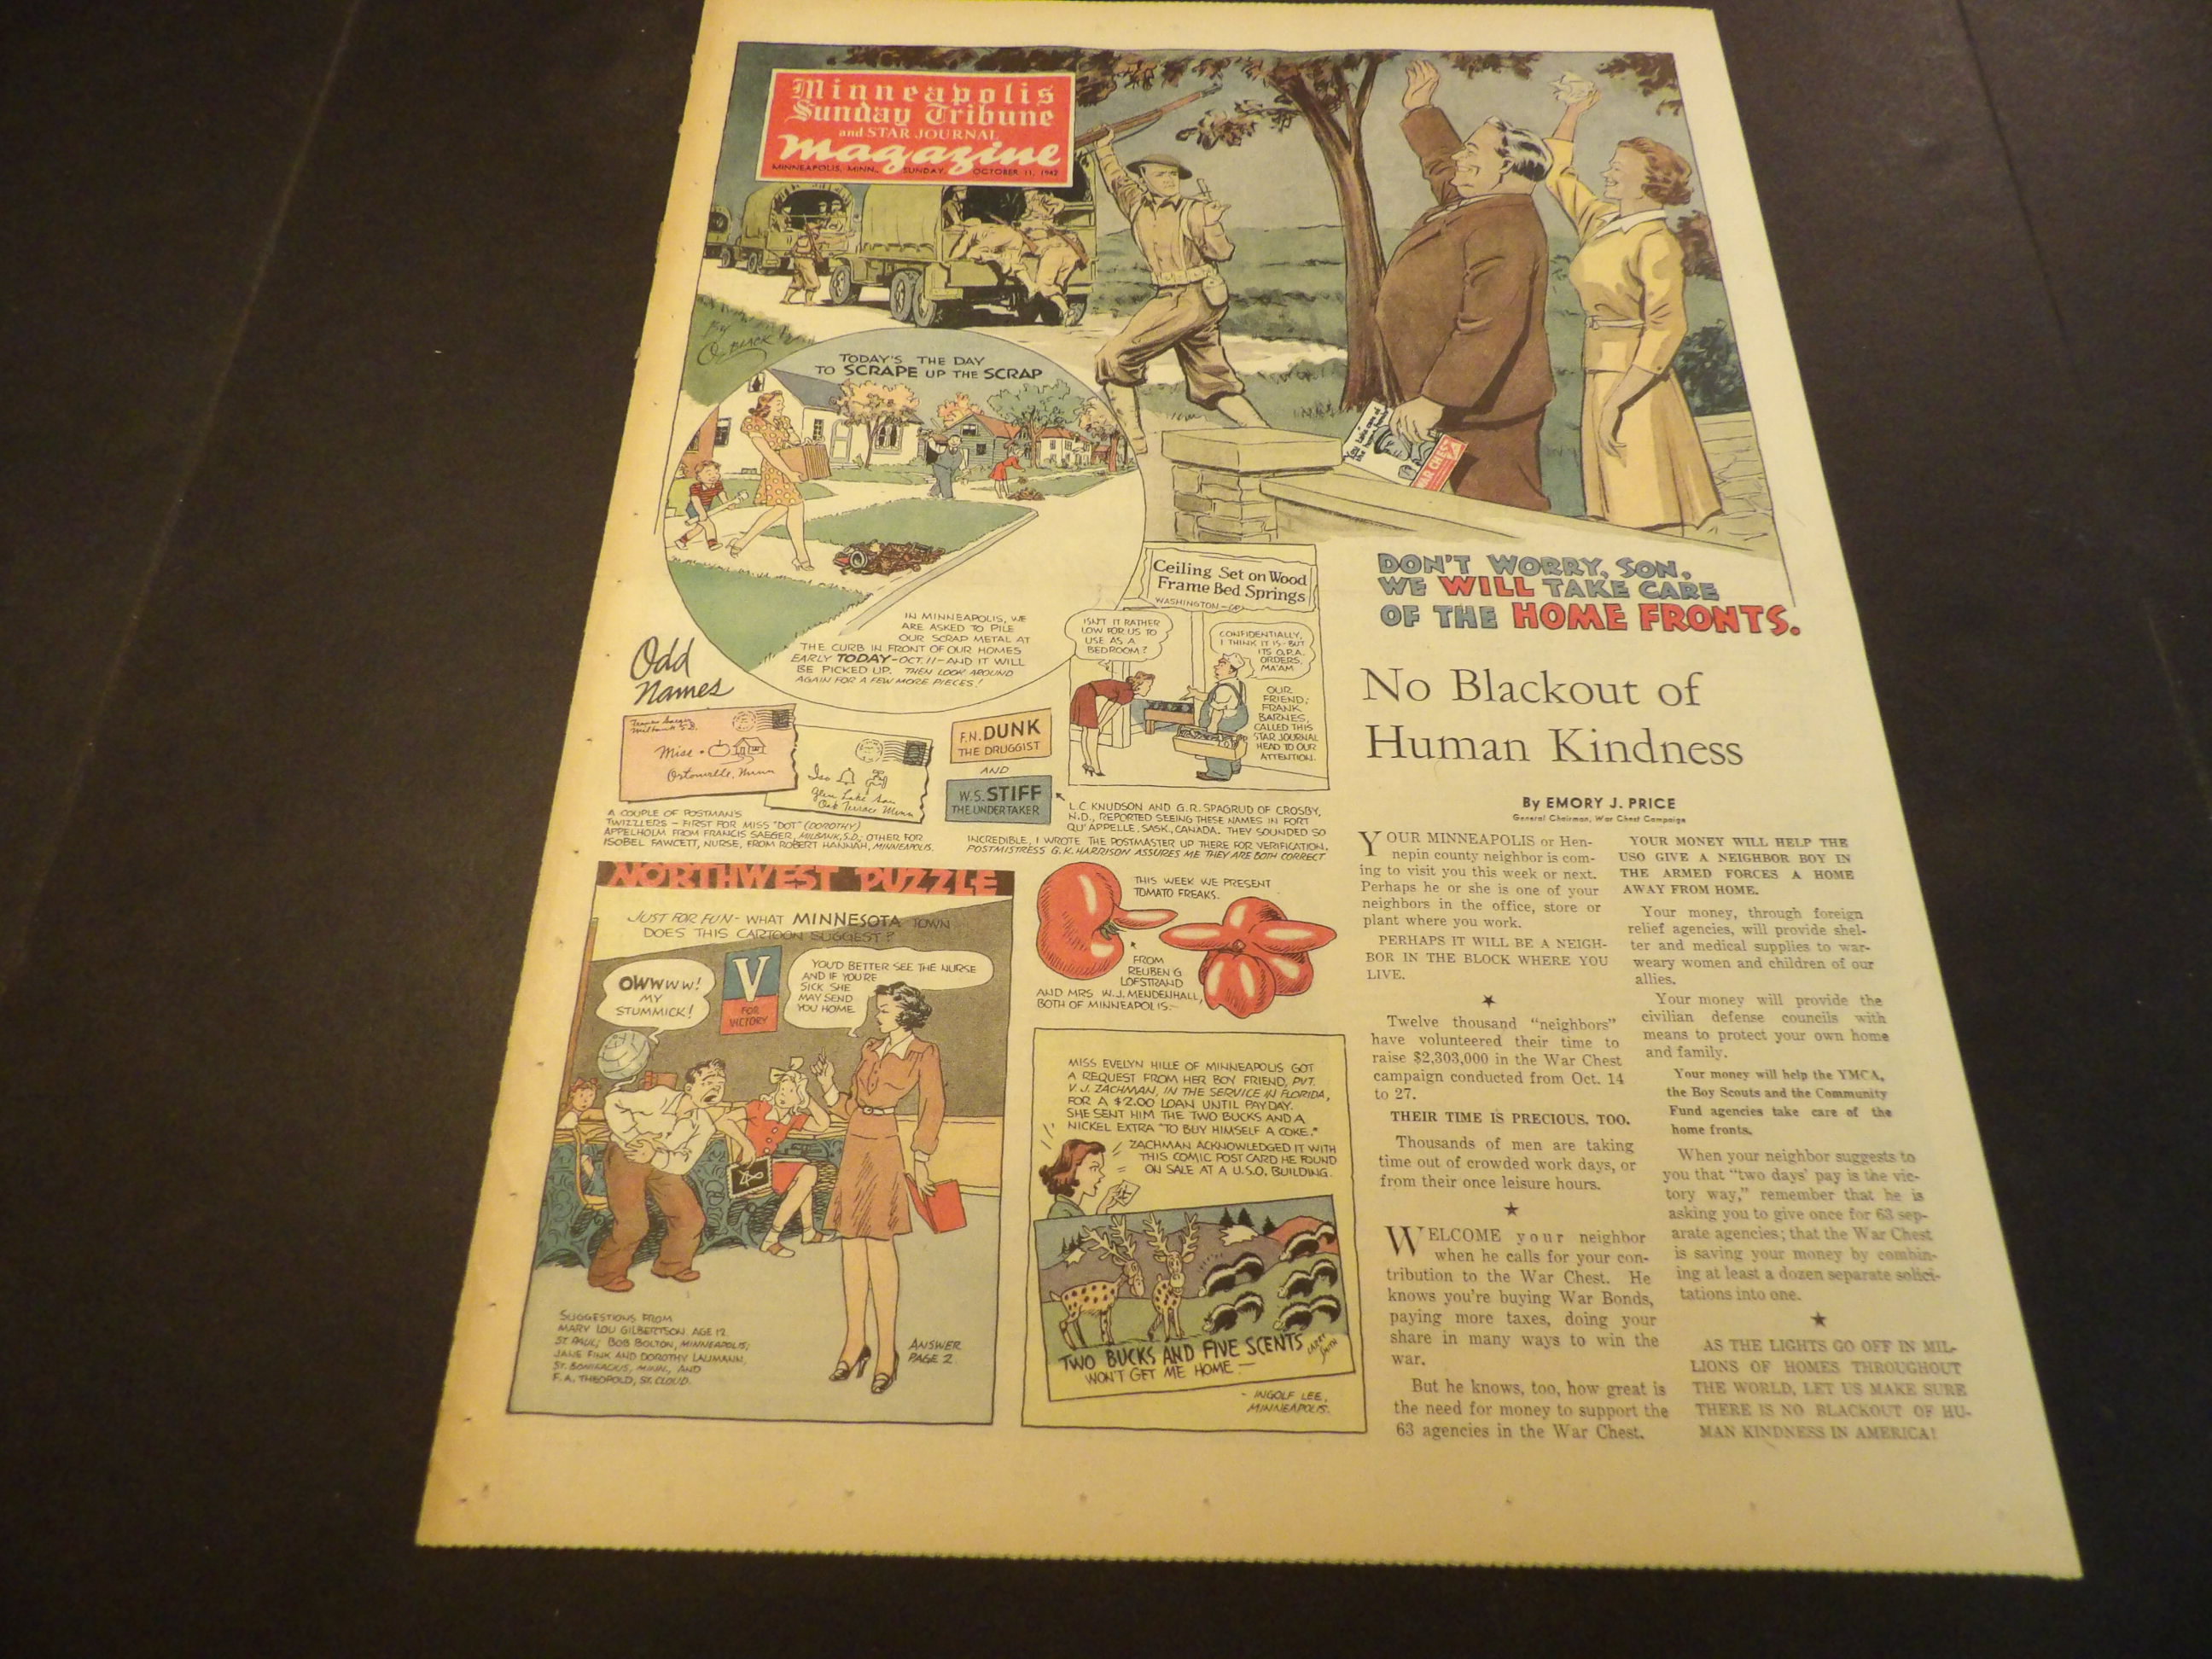 Minneapolis
Sunday Tribune
and STAR JOURNAL
Magazine
MINNEAPOLIS, MINN., SUNDAY, OCTOBER 11, 1942
By
BLACK
TODAY'S THE DAY
TO SCRAPE UP THE SCRAP
IN MINNEAPOLIS, WE
ARE ASKED TO PILE
OUR SCRAP METAL AT
THE CURB IN FRONT OF OUR HOMES
EARLY TODAY-OCT. 11-AND IT WILL
BE PICKED UP. THEN LOOK AROUND
AGAIN FOR A FEW MORE PIECES!
WAR CHEST
DON'T WORRY, SON,
WE WILL TAKE CARE
OF THE HOME FRONTS.
Ceiling Set on Wood
Frame Bed Springs
WASHINGTON-(AP)
ISN'T IT RATHER
LOW FOR US TO
USE AS A
BEDROOM?
CONFIDENTIALLY,
I THINK IT IS-BUT
ITS O.P.A.
ORDERS,
MA'AM
OUR
FRIEND,
FRANK
BARNES,
CALLED THIS
STAR JOURNAL
HEAD TO OUR
ATTENTION.
Odd
Names
Milbank S.D.
Miss
Ortonville, Minn
Iso
Glen Lake San
Oak Terrace Minn
A COUPLE OF POSTMAN'S
TWIZZLERS - FIRST FOR MISS "DOT" (DOROTHY)
APPELHOLM FROM FRANCIS SAEGER, MILBANK, S.D.; OTHER FOR
ISOBEL FAWCETT, NURSE, FROM ROBERT HANNAH, MINNEAPOLIS.
F.N. DUNK
THE DRUGGIST
AND
W.S. STIFF
THE UNDERTAKER
L.C. KNUDSON AND G.R. SPAGRUD OF CROSBY,
N.D., REPORTED SEEING THESE NAMES IN FORT
QU'APPELLE, SASK., CANADA. THEY SOUNDED SO
INCREDIBLE, I WROTE THE POSTMASTER UP THERE FOR VERIFICATION.
POSTMISTRESS G.K. HARRISON ASSURES ME THEY ARE BOTH CORRECT
NORTHWEST PUZZLE
JUST FOR FUN - WHAT MINNESOTA TOWN
DOES THIS CARTOON SUGGEST?
OWWWW!
MY
STUMMICK!
V
FOR
VICTORY
YOU'D BETTER SEE THE NURSE
AND IF YOU'RE
SICK SHE
MAY SEND
YOU HOME.
SUGGESTIONS FROM
MARY LOU GILBERTSON, AGE 12,
ST. PAUL; BOB BOLTON, MINNEAPOLIS;
JANE FINK AND DOROTHY LAUMANN,
ST. BONIFACIUS, MINN., AND
F.A. THEOPOLD, ST. CLOUD.
ANSWER
PAGE 2
THIS WEEK WE PRESENT
TOMATO FREAKS.
FROM
REUBEN G.
LOFSTRAND
AND MRS. W.J. MENDENHALL,
BOTH OF MINNEAPOLIS.
MISS EVELYN HILLE OF MINNEAPOLIS GOT
A REQUEST FROM HER BOY FRIEND, PVT.
V.J. ZACHMAN, IN THE SERVICE IN FLORIDA,
FOR A $2.00 LOAN UNTIL PAYDAY.
SHE SENT HIM THE TWO BUCKS AND A
NICKEL EXTRA "TO BUY HIMSELF A COKE."
ZACHMAN ACKNOWLEDGED IT WITH
THIS COMIC POST CARD HE FOUND
ON SALE AT A U.S.O. BUILDING.
TWO BUCKS AND FIVE SCENTS
WON'T GET ME HOME -
LARRY
SMITH
- INGOLF LEE,
MINNEAPOLIS.
No Blackout of
Human Kindness
By EMORY J. PRICE
General Chairman, War Chest Campaign
YOUR MINNEAPOLIS or Hen-
nepin county neighbor is com-
ing to visit you this week or next.
Perhaps he or she is one of your
neighbors in the office, store or
plant where you work.
PERHAPS IT WILL BE A NEIGH-
BOR IN THE BLOCK WHERE YOU
LIVE.
★
Twelve thousand "neighbors"
have volunteered their time to
raise $2,303,000 in the War Chest
campaign conducted from Oct. 14
to 27.
THEIR TIME IS PRECIOUS, TOO.
Thousands of men are taking
time out of crowded work days, or
from their once leisure hours.
★
WELCOME your neighbor
when he calls for your con-
tribution to the War Chest. He
knows you're buying War Bonds,
paying more taxes, doing your
share in many ways to win the
war.
But he knows, too, how great is
the need for money to support the
63 agencies in the War Chest.
YOUR MONEY WILL HELP THE
USO GIVE A NEIGHBOR BOY IN
THE ARMED FORCES A HOME
AWAY FROM HOME.
Your money, through foreign
relief agencies, will provide shel-
ter and medical supplies to war-
weary women and children of our
allies.
Your money will provide the
civilian defense councils with
means to protect your own home
and family.
Your money will help the YMCA,
the Boy Scouts and the Community
Fund agencies take care of the
home fronts.
When your neighbor suggests to
you that "two days' pay is the vic-
tory way," remember that he is
asking you to give once for 63 sep-
arate agencies; that the War Chest
is saving your money by combin-
ing at least a dozen separate solici-
tations into one.
★
AS THE LIGHTS GO OFF IN MIL-
LIONS OF HOMES THROUGHOUT
THE WORLD, LET US MAKE SURE
THERE IS NO BLACKOUT OF HU-
MAN KINDNESS IN AMERICA!